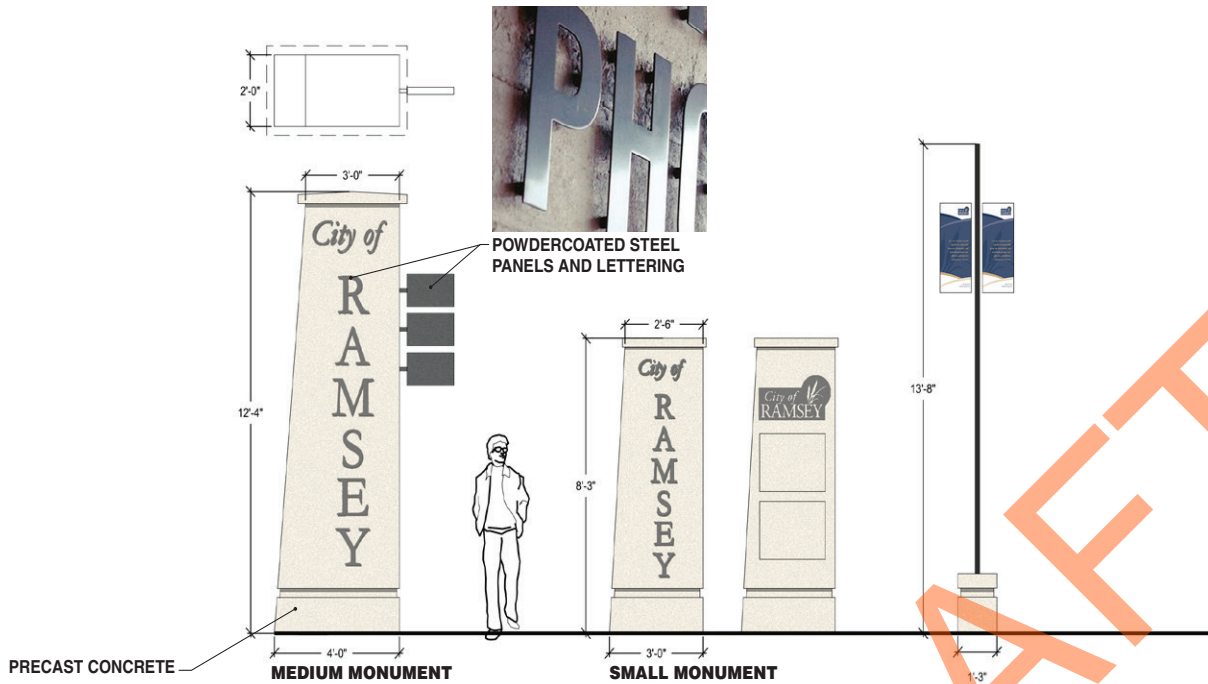 2'-0"
3'-0"
City of
RAMSEY
POWDERCOATED STEEL
PANELS AND LETTERING
12'-4"
4'-0"
PRECAST CONCRETE
MEDIUM MONUMENT
2'-6"
City of
RAMSEY
8'-3"
3'-0"
City of
RAMSEY
SMALL MONUMENT
13'-8"
1'-3"
PH
AFT